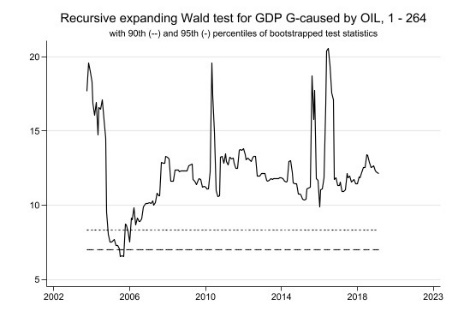 Recursive expanding Wald test for GDP G-caused by OIL, 1 - 264
with 90th (--) and 95th (-) percentiles of bootstrapped test statistics
20
15
10
5
2002 2006 2010 2014 2018 2023